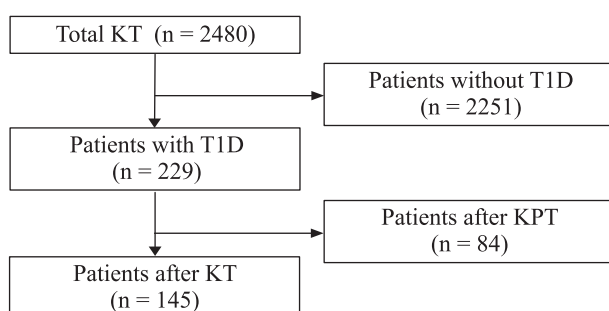 Total KT (n = 2480)
Patients without T1D
(n = 2251)
Patients with T1D
(n = 229)
Patients after KPT
(n = 84)
Patients after KT
(n = 145)